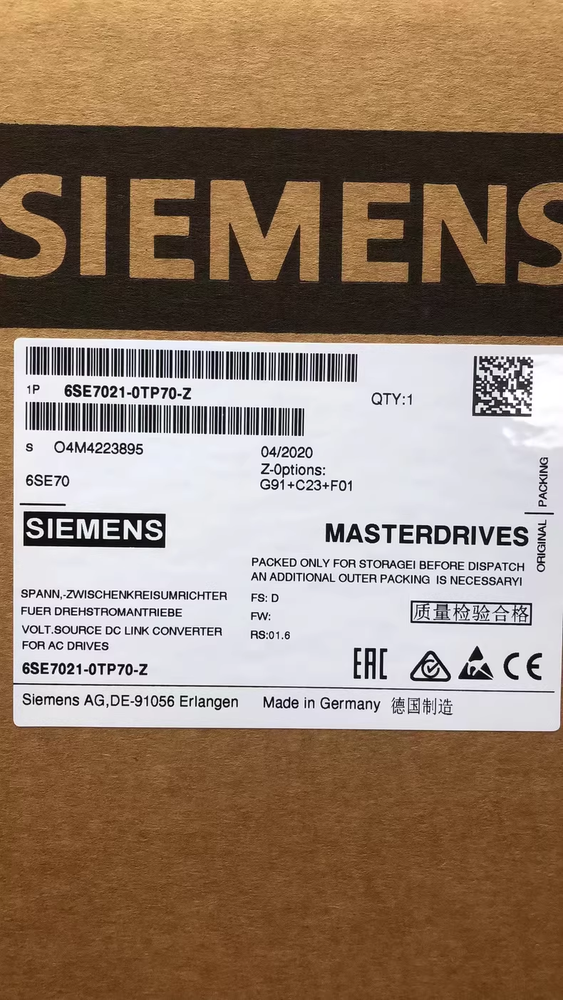 SIEMENS
1P 6SE7021-0TP70-Z
QTY:1
S O4M4223895
04/2020
Z-Options:
G91+C23+F01
6SE70
ORIGINAL PACKING
SIEMENS
MASTERDRIVES
PACKED ONLY FOR STORAGEI BEFORE DISPATCH
AN ADDITIONAL OUTER PACKING IS NECESSARYI
SPANN,-ZWISCHENKREISUMRICHTER
FUER DREHSTROMANTRIEBE
VOLT.SOURCE DC LINK CONVERTER
FOR AC DRIVES
6SE7021-0TP70-Z
FS: D
FW:
RS:01.6
质量检验合格
EAC
CE
Siemens AG,DE-91056 Erlangen Made in Germany 德国制造